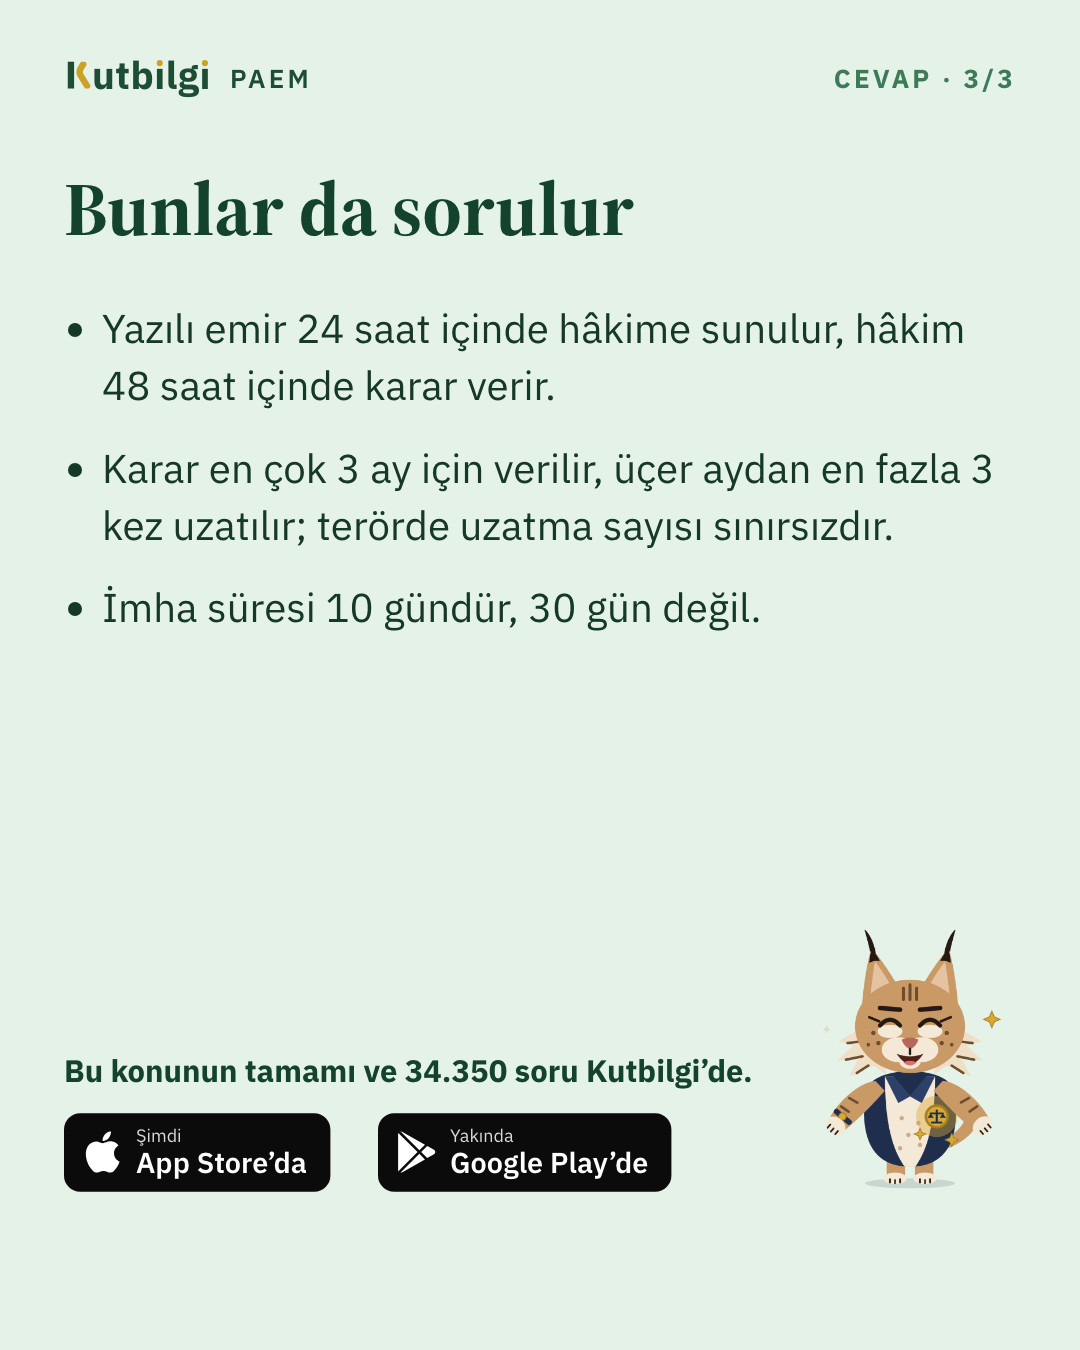 Kutbilgi PAEM
CEVAP · 3/3
Bunlar da sorulur
• Yazılı emir 24 saat içinde hâkime sunulur, hâkim
48 saat içinde karar verir.
• Karar en çok 3 ay için verilir, üçer aydan en fazla 3
kez uzatılır; terörde uzatma sayısı sınırsızdır.
• İmha süresi 10 gündür, 30 gün değil.
Bu konunun tamamı ve 34.350 soru Kutbilgi’de.
Şimdi
App Store’da
Yakında
Google Play’de